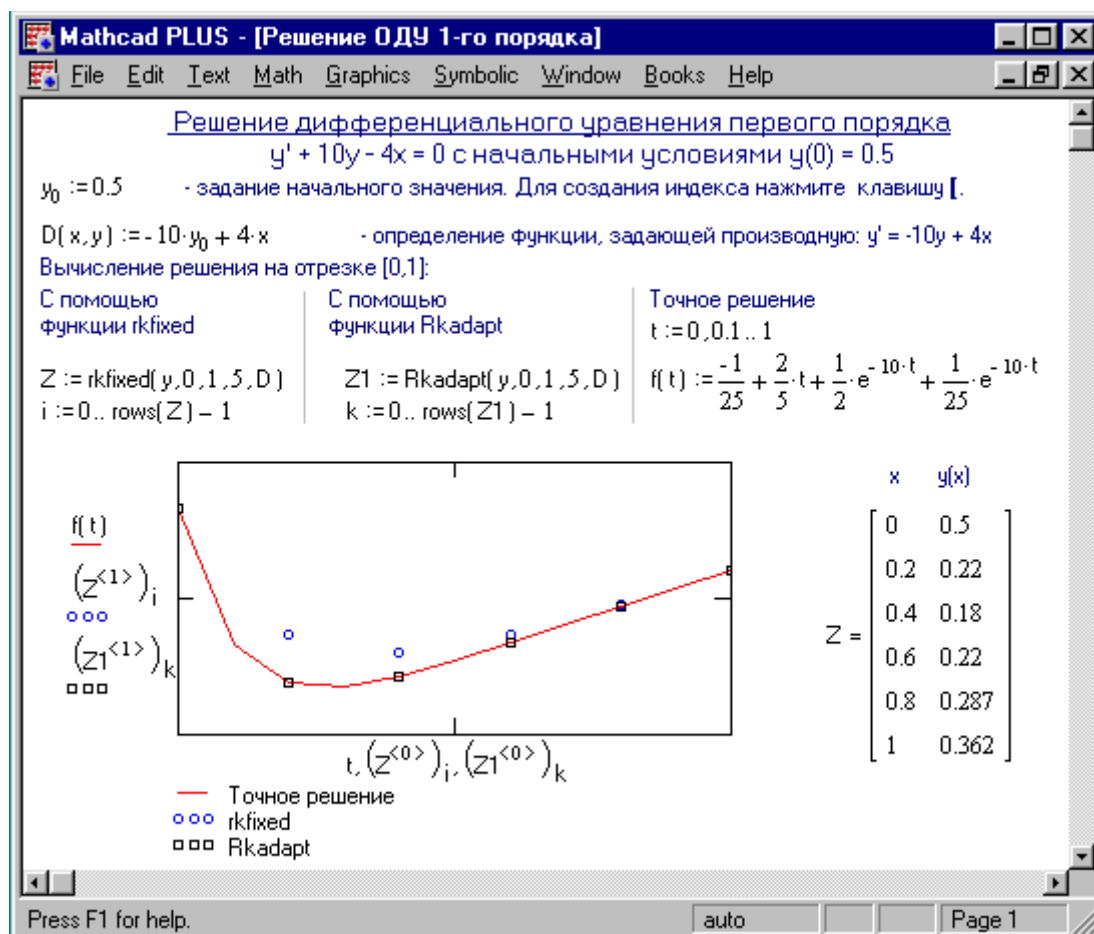 Mathcad PLUS - [Решение ОДУ 1-го порядка]
File Edit Text Math Graphics Symbolic Window Books Help
Решение дифференциального уравнения первого порядка
y' + 10y - 4x = 0 с начальными условиями y(0) = 0.5
y₀ := 0.5 - задание начального значения. Для создания индекса нажмите клавишу [.
D(x,y) := -10·y₀ + 4·x - определение функции, задающей производную: y' = -10y + 4x
Вычисление решения на отрезке [0,1]:
С помощью
функции rkfixed
Z := rkfixed(y,0,1,5,D)
i := 0.. rows(Z) - 1
С помощью
функции Rkadapt
Z1 := Rkadapt(y,0,1,5,D)
k := 0.. rows(Z1) - 1
Точное решение
t := 0,0.1.. 1
f(t) := -1/25 + 2/5·t + 1/2·e^(-10·t) + 1/25·e^(-10·t)
f(t)
(Z^<1>)i
(Z1^<1>)k
t, (Z^<0>)i, (Z1^<0>)k
Точное решение
rkfixed
Rkadapt
x y(x)
Z =
0 0.5
0.2 0.22
0.4 0.18
0.6 0.22
0.8 0.287
1 0.362
Press F1 for help. auto Page 1